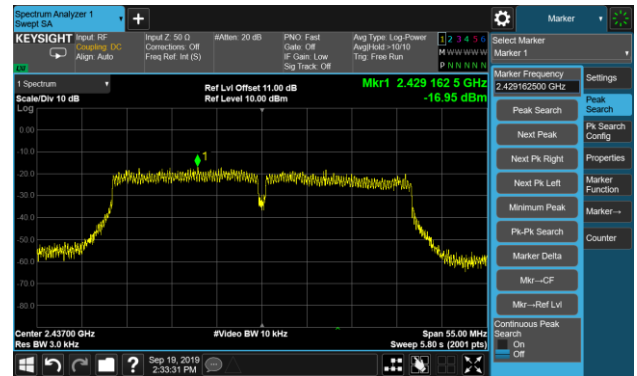 Spectrum Analyzer 1
Swept SA
Marker
KEYSIGHT
Input: RF
Coupling: DC
Align: Auto
Input Z: 50 Ω
Corrections: Off
Freq Ref: Int (S)
#Atten: 20 dB
PNO: Fast
Gate: Off
IF Gain: Low
Sig Track: Off
Avg Type: Log-Power
Avg|Hold:>10/10
Trig: Free Run
1 2 3 4 5 6
M W W W W W
P N N N N N
Select Marker
Marker 1
1 Spectrum
Scale/Div 10 dB
Log
Ref Lvl Offset 11.00 dB
Ref Level 10.00 dBm
Mkr1 2.429 162 5 GHz
-16.95 dBm
Marker Frequency
2.429162500 GHz
Peak Search
Next Peak
Next Pk Right
Next Pk Left
Minimum Peak
Pk-Pk Search
Marker Delta
Mkr→CF
Mkr→Ref Lvl
Continuous Peak
Search
On
Off
Settings
Peak
Search
Pk Search
Config
Properties
Marker
Function
Marker→
Counter
0.00
-10.0
-20.0
-30.0
-40.0
-50.0
-60.0
-70.0
-80.0
1
Center 2.43700 GHz
Res BW 3.0 kHz
#Video BW 10 kHz
Span 55.00 MHz
Sweep 5.80 s (2001 pts)
Sep 19, 2019
2:33:31 PM